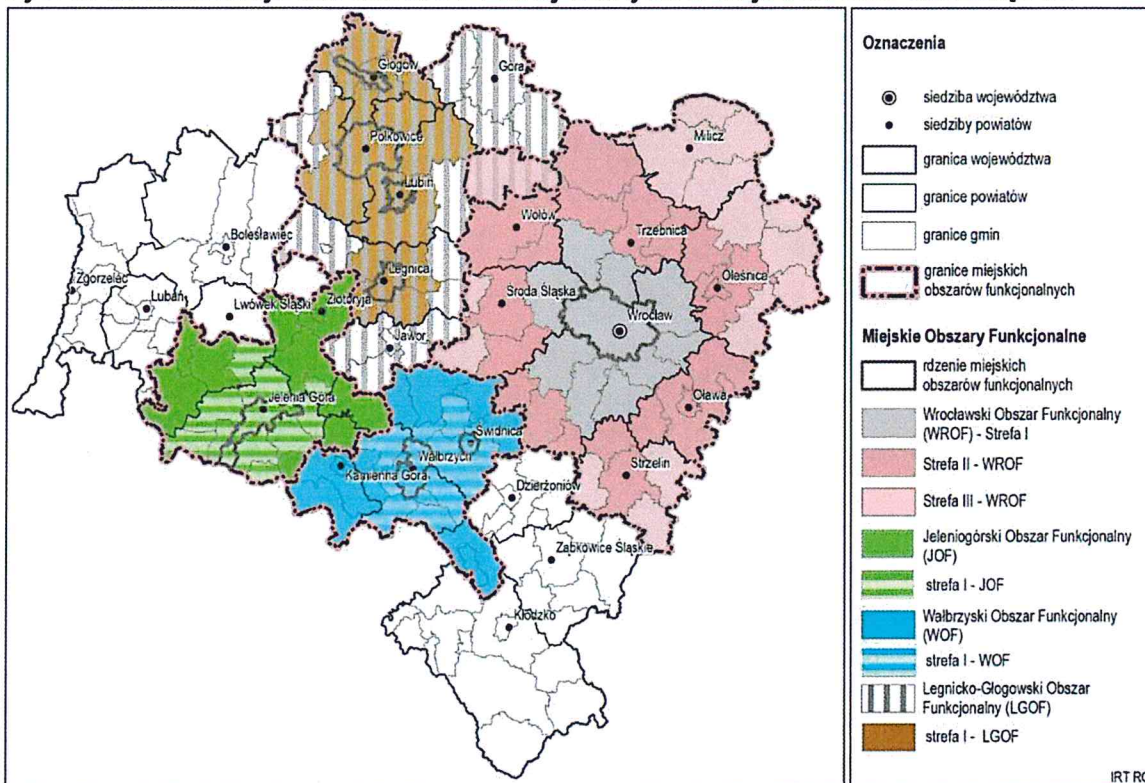 Głogów
Góra
Polkowice
Milicz
Lubin
Wołów
Trzebnica
Bolesławiec
Legnica
Oleśnica
Zgorzelec
Środa Śląska
Lubań
Lwówek Śląski
Złotoryja
Wrocław
Jawor
Jelenia Góra
Oława
Świdnica
Wałbrzych
Kamienna Góra
Strzelin
Dzierżoniów
Ząbkowice Śląskie
Kłodzko
Oznaczenia
siedziba województwa
siedziby powiatów
granica województwa
granice powiatów
granice gmin
granice miejskich
obszarów funkcjonalnych
Miejskie Obszary Funkcjonalne
rdzenie miejskich
obszarów funkcjonalnych
Wrocławski Obszar Funkcjonalny
(WROF) - Strefa I
Strefa II - WROF
Strefa III - WROF
Jeleniogórski Obszar Funkcjonalny
(JOF)
strefa I - JOF
Wałbrzyski Obszar Funkcjonalny
(WOF)
strefa I - WOF
Legnicko-Głogowski Obszar
Funkcjonalny (LGOF)
strefa I - LGOF